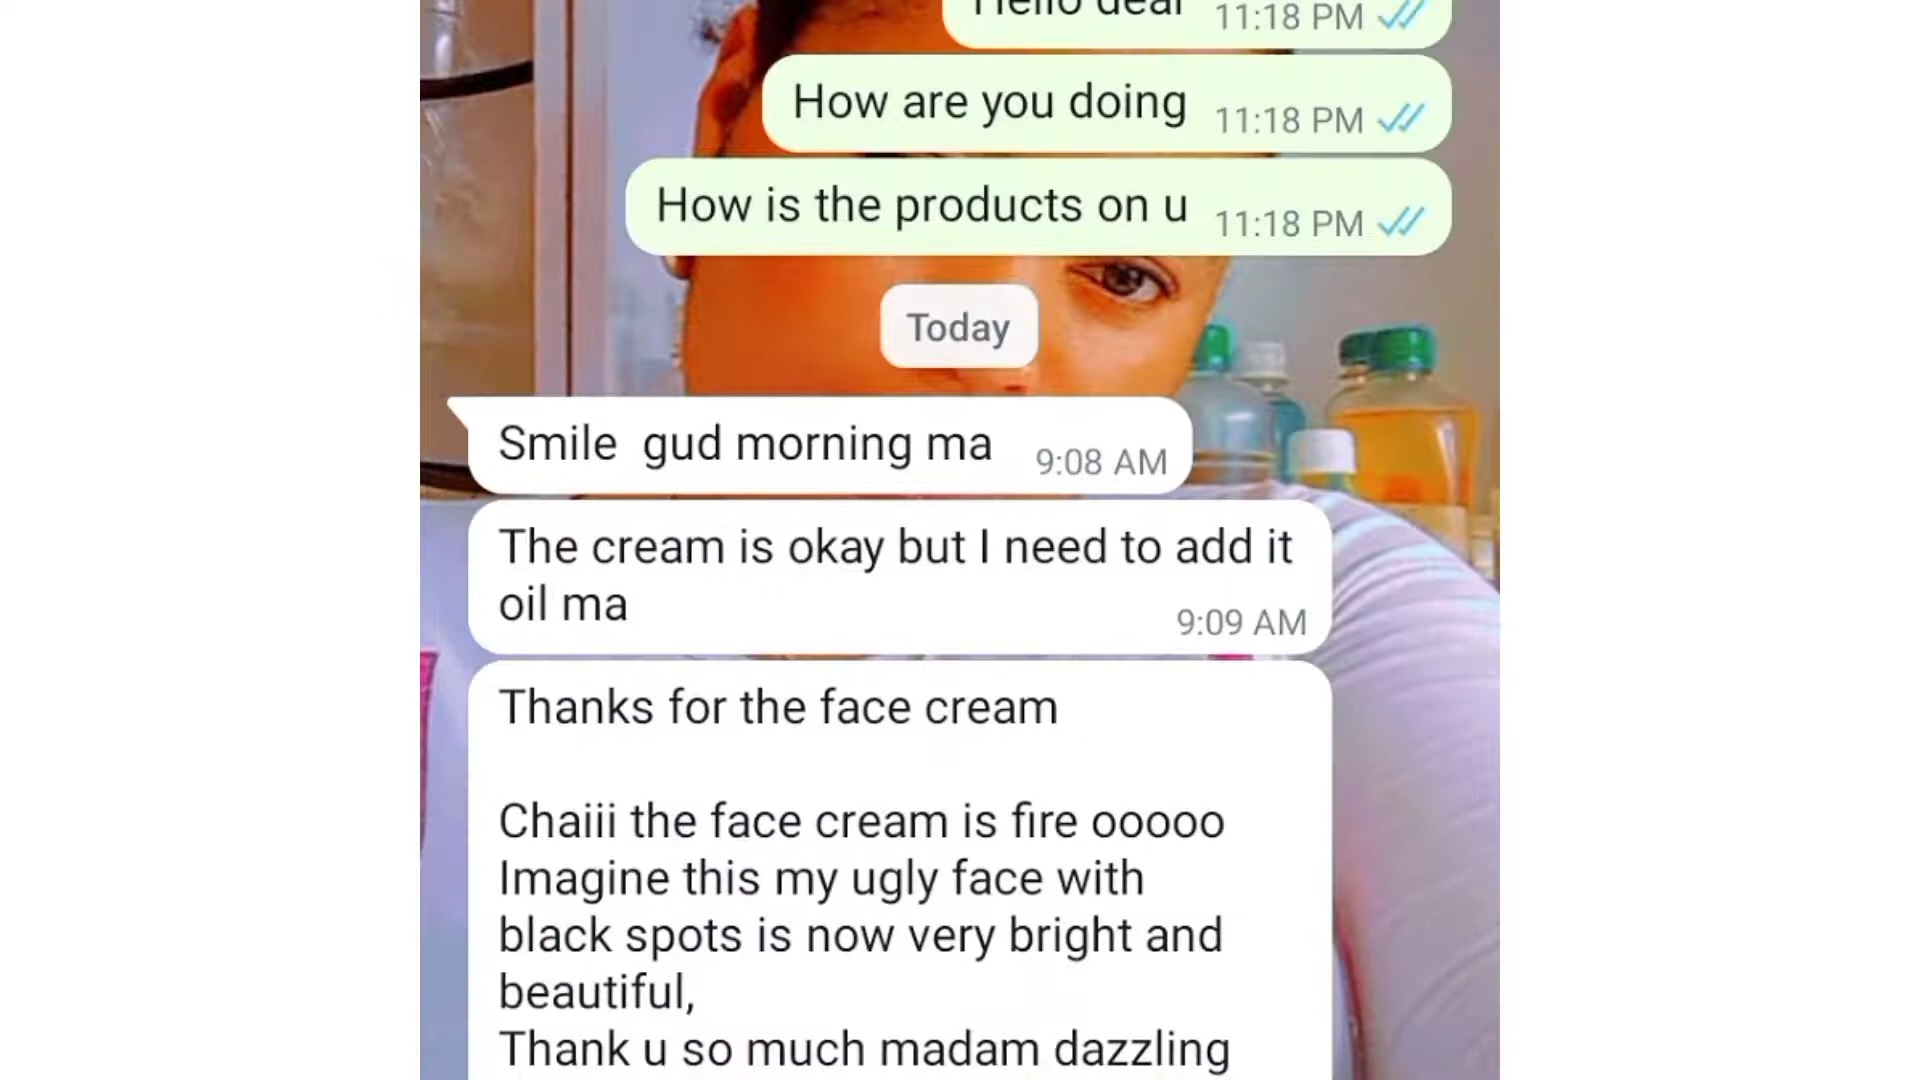 Hello dear 11:18 PM
How are you doing 11:18 PM
How is the products on u 11:18 PM
Today
Smile  gud morning ma 9:08 AM
The cream is okay but I need to add it
oil ma 9:09 AM
Thanks for the face cream
Chaiii the face cream is fire ooooo
Imagine this my ugly face with
black spots is now very bright and
beautiful,
Thank u so much madam dazzling